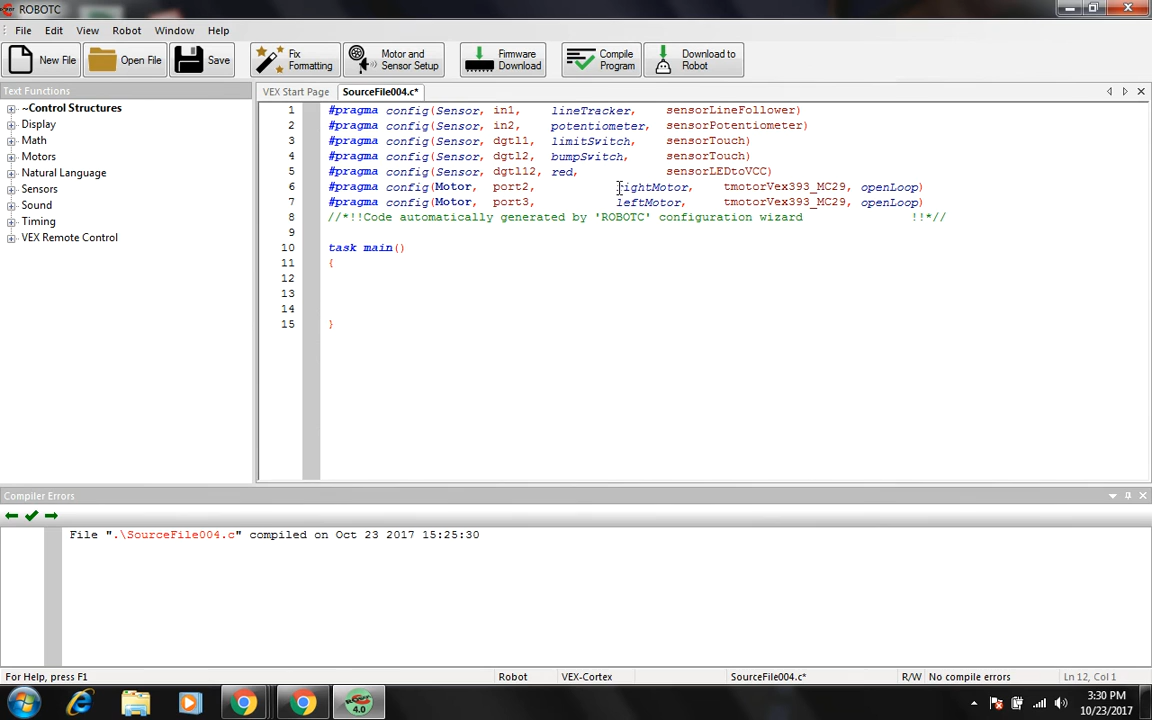 ROBOTC
File Edit View Robot Window Help
New File Open File Save Fix Formatting Motor and Sensor Setup Firmware Download Compile Program Download to Robot
Text Functions
VEX Start Page SourceFile004.c*
~Control Structures
Display
Math
Motors
Natural Language
Sensors
Sound
Timing
VEX Remote Control
1 #pragma config(Sensor, in1, lineTracker, sensorLineFollower)
2 #pragma config(Sensor, in2, potentiometer, sensorPotentiometer)
3 #pragma config(Sensor, dgtl1, limitSwitch, sensorTouch)
4 #pragma config(Sensor, dgtl2, bumpSwitch, sensorTouch)
5 #pragma config(Sensor, dgtl12, red, sensorLEDtoVCC)
6 #pragma config(Motor, port2, rightMotor, tmotorVex393_MC29, openLoop)
7 #pragma config(Motor, port3, leftMotor, tmotorVex393_MC29, openLoop)
8 //*!!Code automatically generated by 'ROBOTC' configuration wizard !!*//
9
10 task main()
11 {
12
13
14
15 }
Compiler Errors
File ".\SourceFile004.c" compiled on Oct 23 2017 15:25:30
For Help, press F1 Robot VEX-Cortex SourceFile004.c* R/W No compile errors Ln 12, Col 1
4.0
3:30 PM
10/23/2017